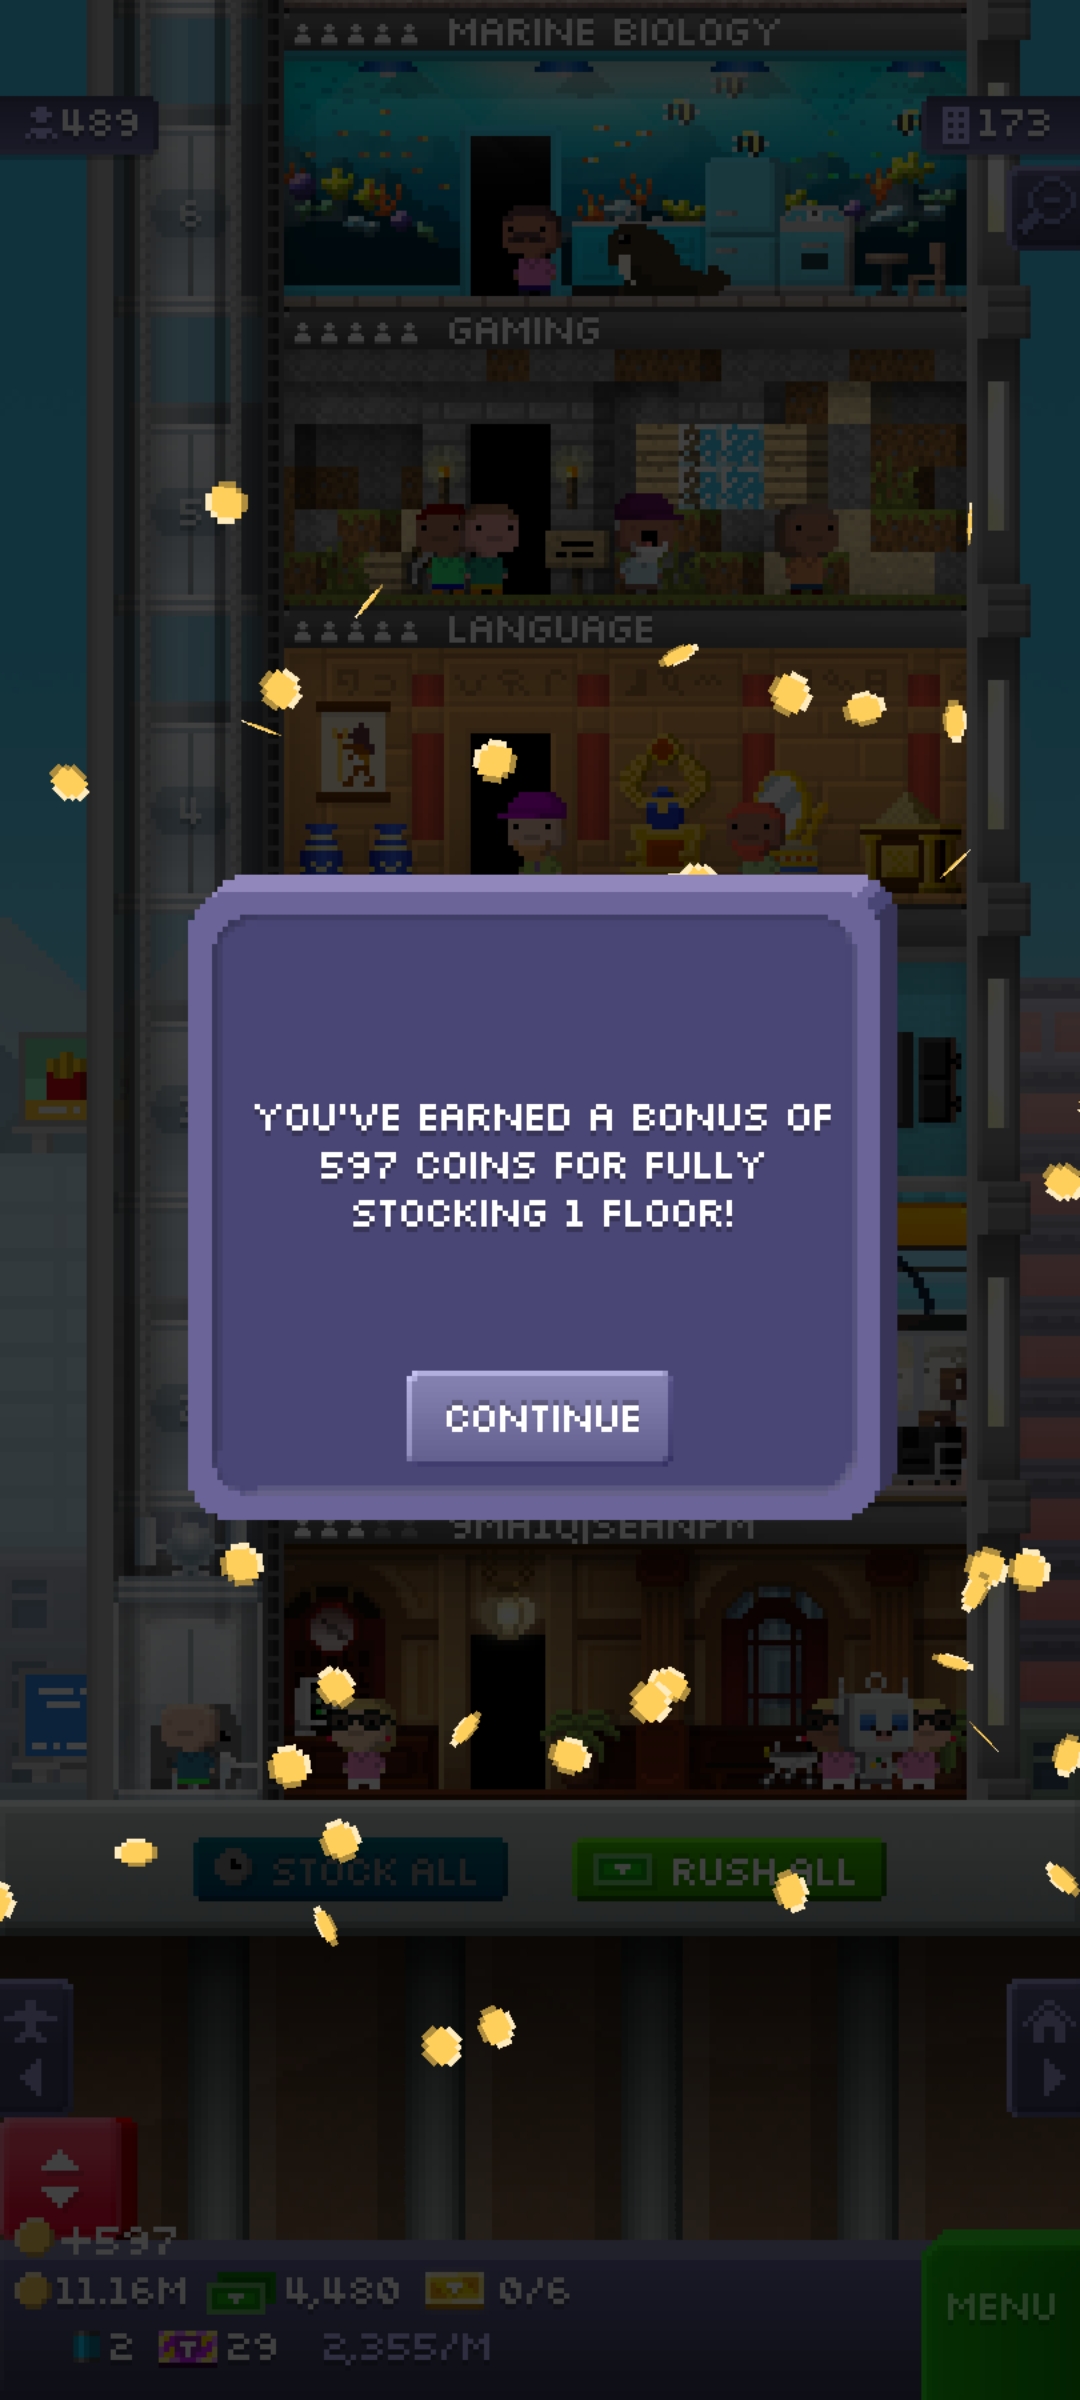 MARINE BIOLOGY
489
173
6
GAMING
5
LANGUAGE
4
YOU'VE EARNED A BONUS OF
597 COINS FOR FULLY
STOCKING 1 FLOOR!
CONTINUE
STOCK ALL
RUSH ALL
+597
11.16M 4,480 0/6
MENU
2 29 2,355/M